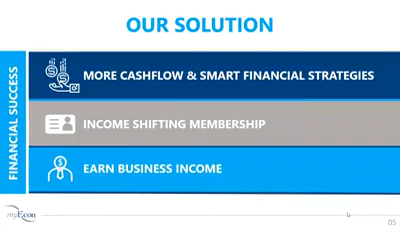 OUR SOLUTION
FINANCIAL SUCCESS
MORE CASHFLOW & SMART FINANCIAL STRATEGIES
INCOME SHIFTING MEMBERSHIP
EARN BUSINESS INCOME
myEcon
05